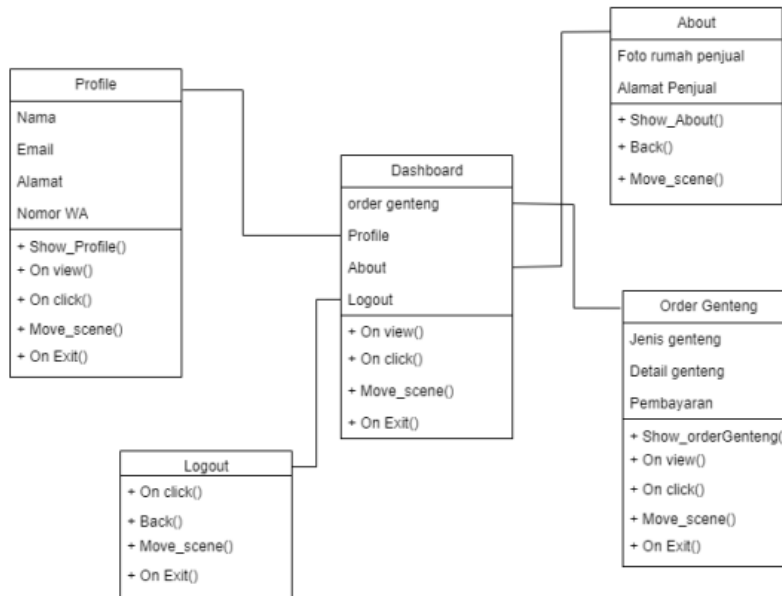 Profile
Nama
Email
Alamat
Nomor WA
+ Show_Profile()
+ On view()
+ On click()
+ Move_scene()
+ On Exit()
Dashboard
order genteng
Profile
About
Logout
+ On view()
+ On click()
+ Move_scene()
+ On Exit()
About
Foto rumah penjual
Alamat Penjual
+ Show_About()
+ Back()
+ Move_scene()
Order Genteng
Jenis genteng
Detail genteng
Pembayaran
+ Show_orderGenteng(
+ On view()
+ On click()
+ Move_scene()
+ On Exit()
Logout
+ On click()
+ Back()
+ Move_scene()
+ On Exit()